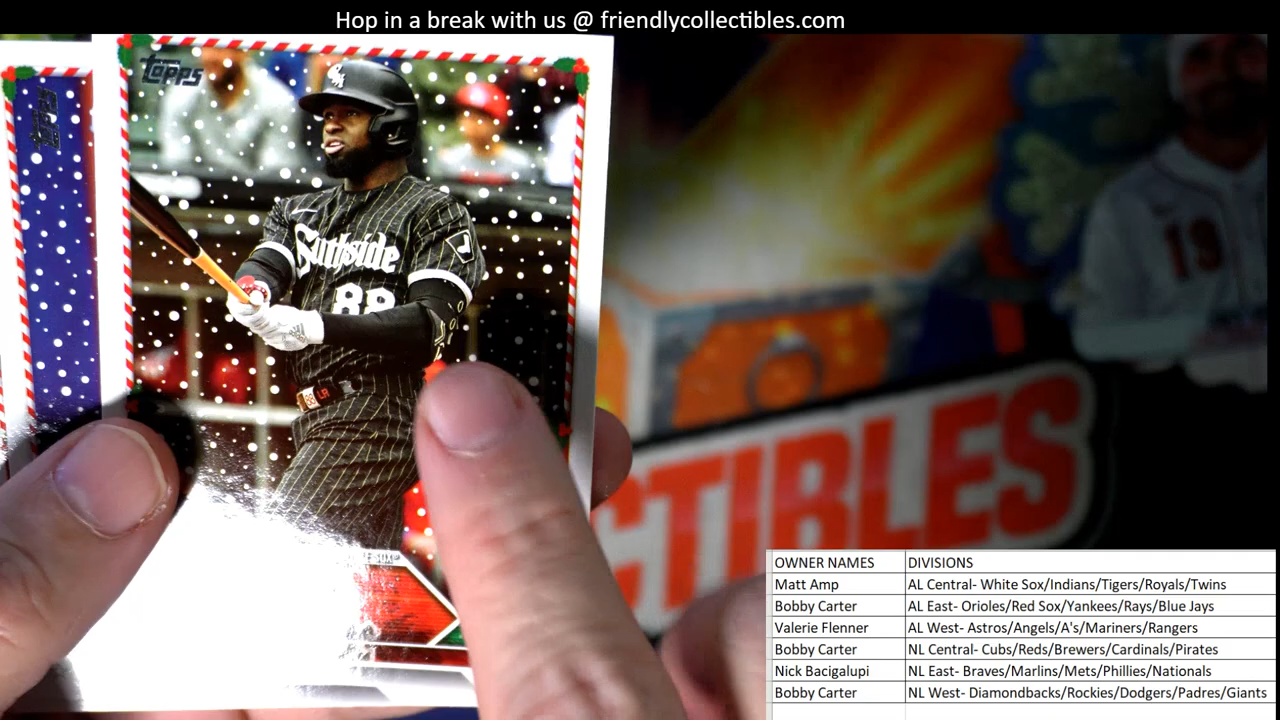 Hop in a break with us @ friendlycollectibles.com
topps
topps
Southside
88
19
CTIBLES
OWNER NAMES DIVISIONS
Matt Amp AL Central- White Sox/Indians/Tigers/Royals/Twins
Bobby Carter AL East- Orioles/Red Sox/Yankees/Rays/Blue Jays
Valerie Flenner AL West- Astros/Angels/A's/Mariners/Rangers
Bobby Carter NL Central- Cubs/Reds/Brewers/Cardinals/Pirates
Nick Bacigalupi NL East- Braves/Marlins/Mets/Phillies/Nationals
Bobby Carter NL West- Diamondbacks/Rockies/Dodgers/Padres/Giants